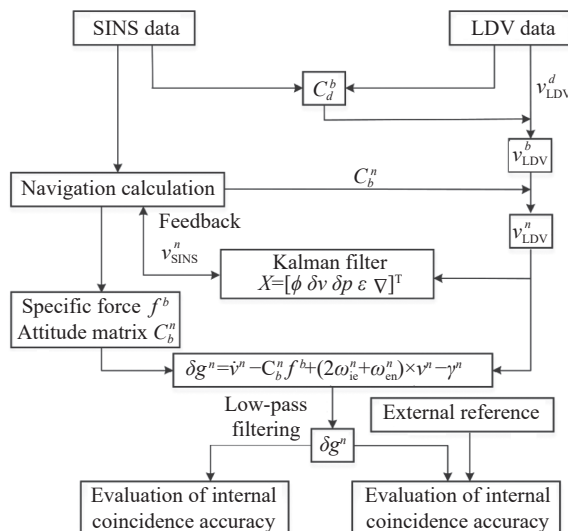 SINS data
LDV data
C_d^b
v_LDV^d
v_LDV^b
Navigation calculation
C_b^n
Feedback
v_SINS^n
v_LDV^n
Kalman filter
X=[ϕ δv δp ε ∇]^T
Specific force f^b
Attitude matrix C_b^n
δg^n=v̇^n−C_b^n f^b+(2ω_ie^n+ω_en^n)×v^n−γ^n
Low-pass
filtering
External reference
δg^n
Evaluation of internal
coincidence accuracy
Evaluation of internal
coincidence accuracy